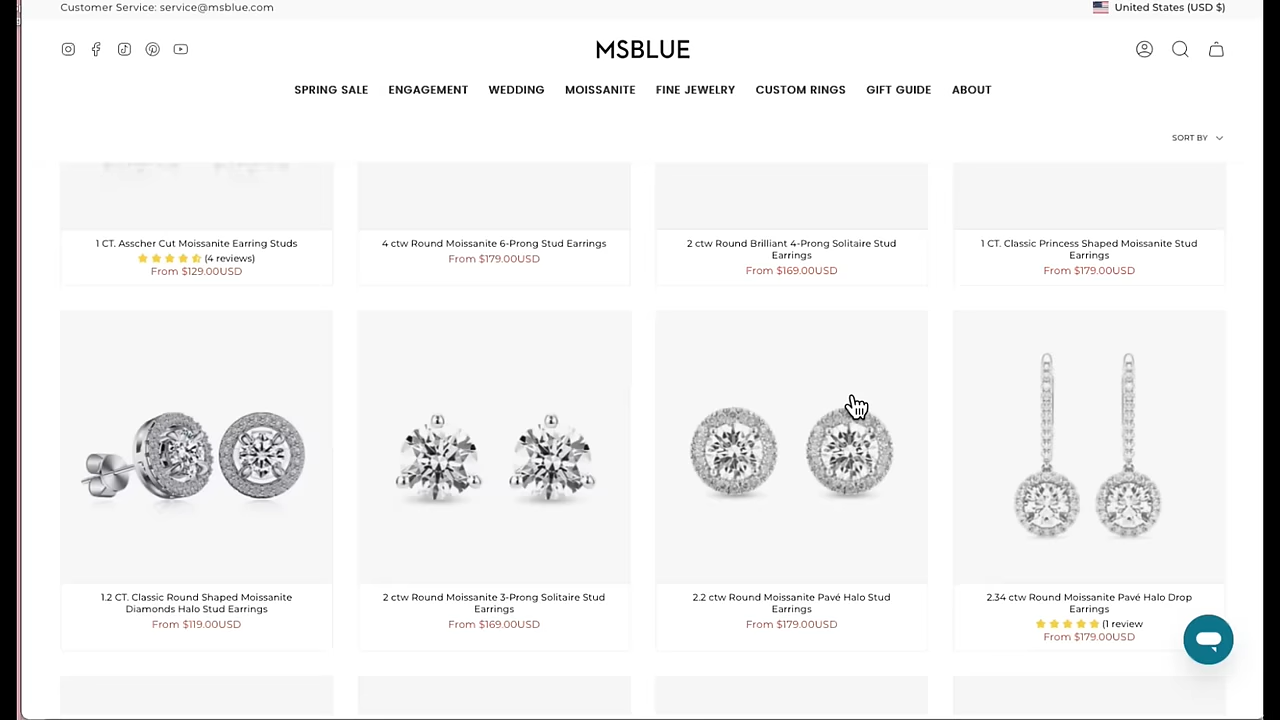 Customer Service: service@msblue.com
United States (USD $)
MSBLUE
SPRING SALE ENGAGEMENT WEDDING MOISSANITE FINE JEWELRY CUSTOM RINGS GIFT GUIDE ABOUT
SORT BY
1 CT. Asscher Cut Moissanite Earring Studs
(4 reviews)
From $129.00USD
4 ctw Round Moissanite 6-Prong Stud Earrings
From $179.00USD
2 ctw Round Brilliant 4-Prong Solitaire Stud
Earrings
From $169.00USD
1 CT. Classic Princess Shaped Moissanite Stud
Earrings
From $179.00USD
1.2 CT. Classic Round Shaped Moissanite
Diamonds Halo Stud Earrings
From $119.00USD
2 ctw Round Moissanite 3-Prong Solitaire Stud
Earrings
From $169.00USD
2.2 ctw Round Moissanite Pavé Halo Stud
Earrings
From $179.00USD
2.34 ctw Round Moissanite Pavé Halo Drop
Earrings
(1 review
From $179.00USD